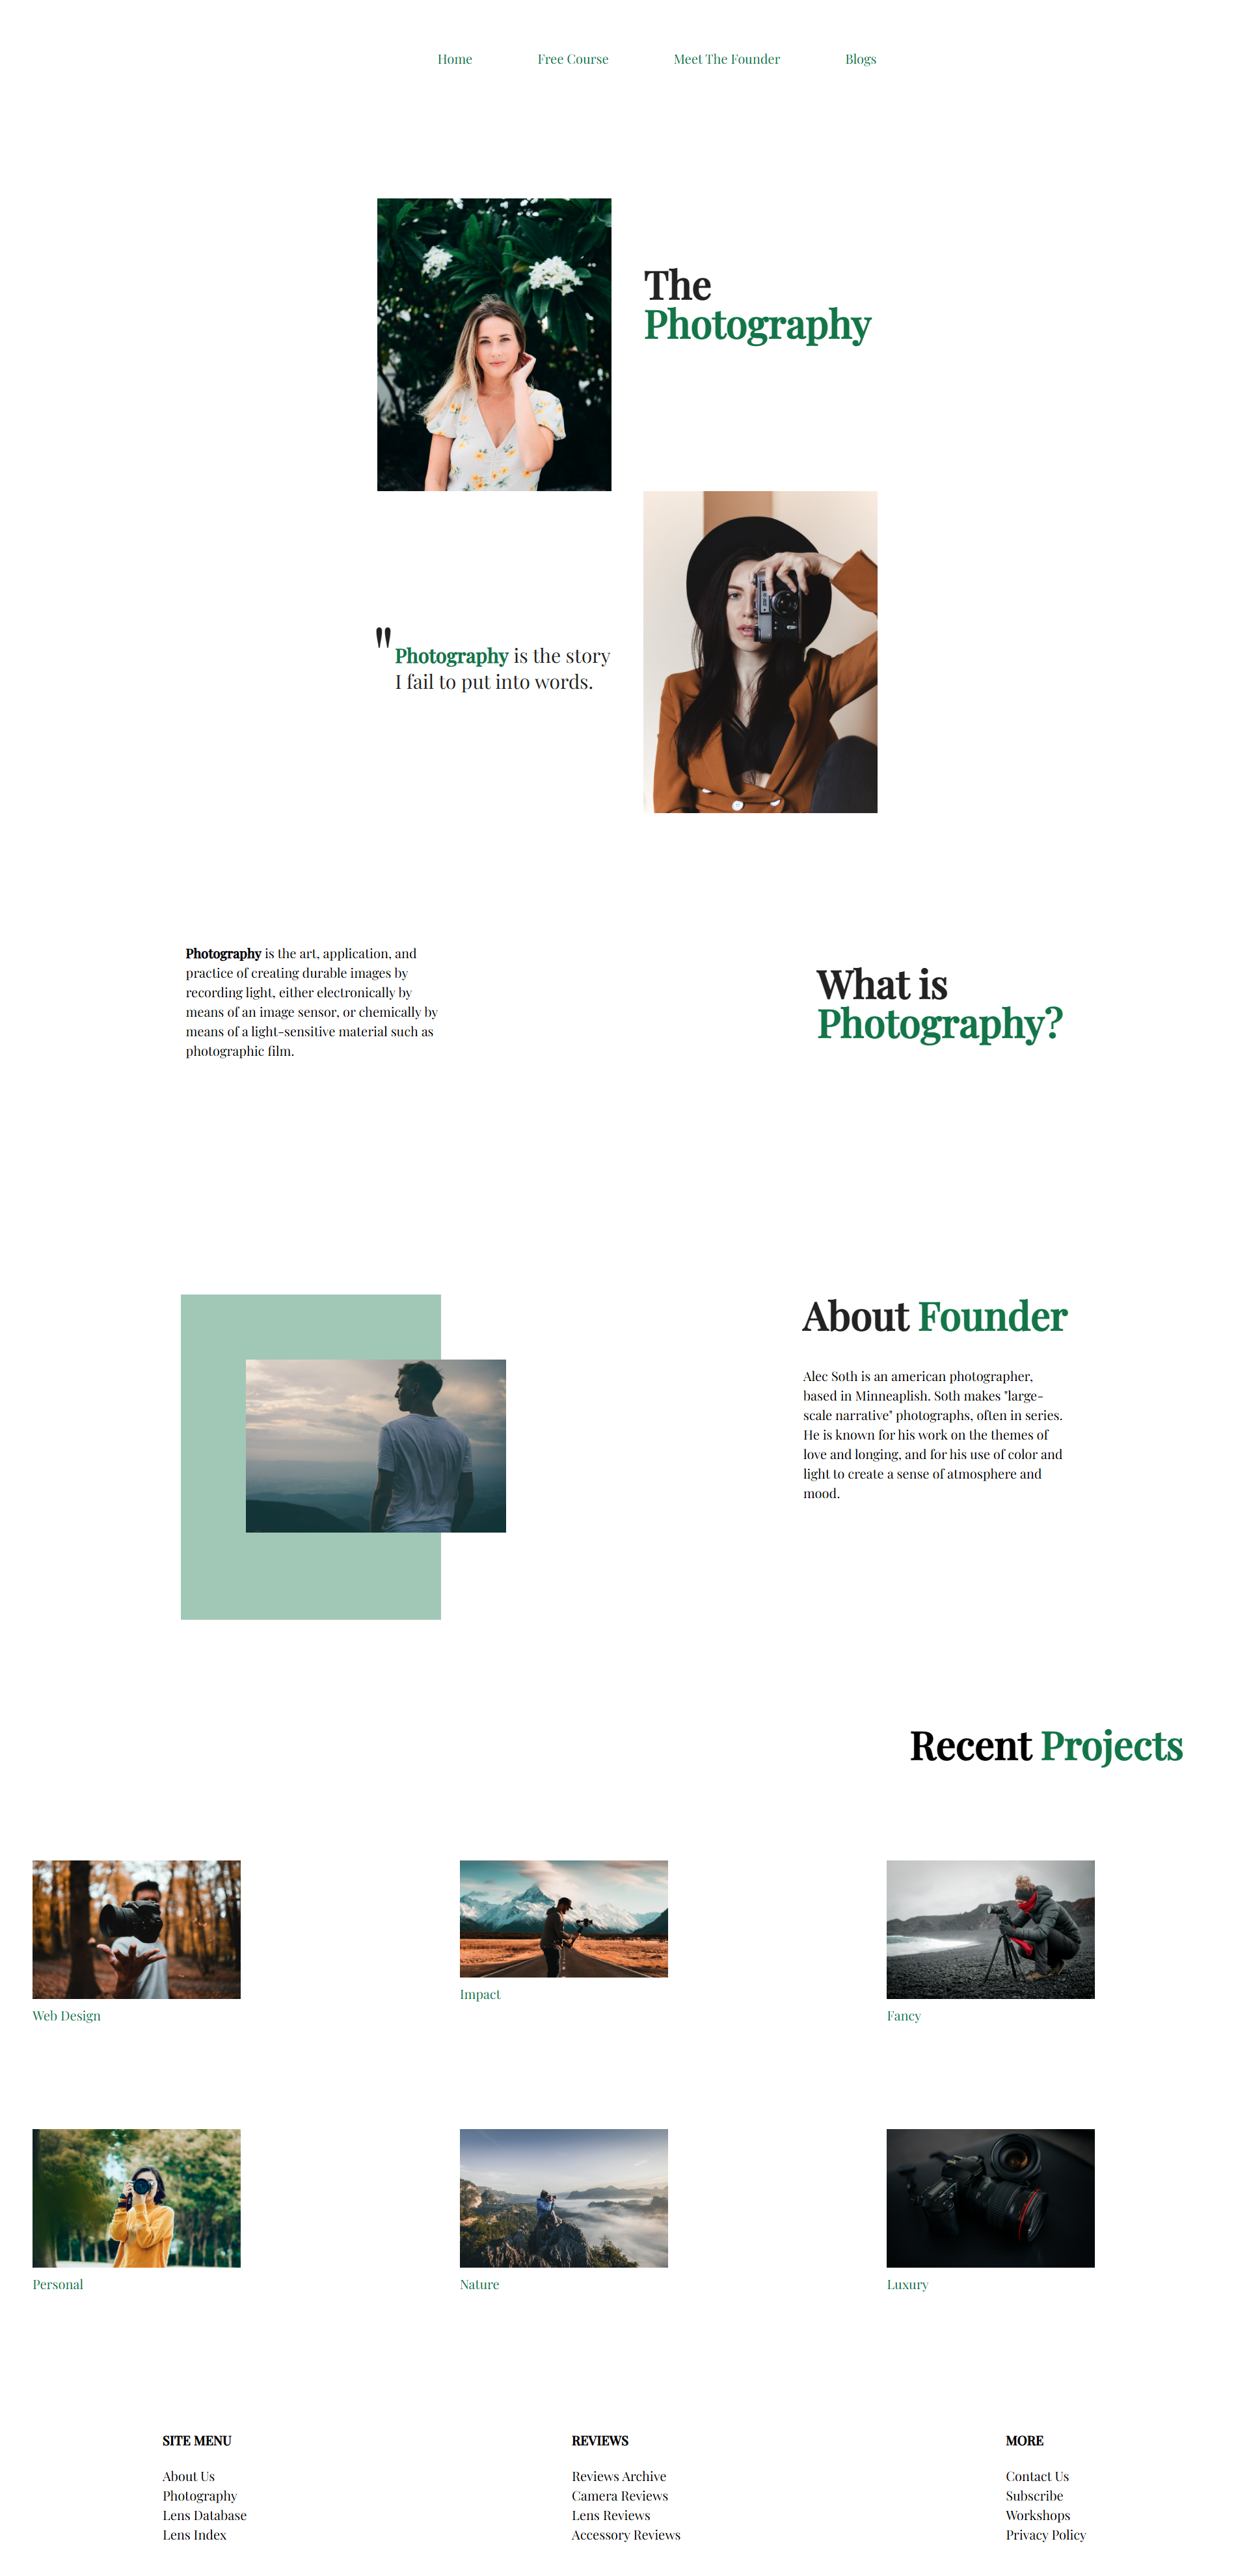 Home Free Course Meet The Founder Blogs
The
Photography
" Photography is the story
I fail to put into words.
Photography is the art, application, and
practice of creating durable images by
recording light, either electronically by
means of an image sensor, or chemically by
means of a light-sensitive material such as
photographic film.
What is
Photography?
About Founder
Alec Soth is an american photographer,
based in Minneaplish. Soth makes "large-
scale narrative" photographs, often in series.
He is known for his work on the themes of
love and longing, and for his use of color and
light to create a sense of atmosphere and
mood.
Recent Projects
Web Design
Impact
Fancy
Personal
Nature
Luxury
SITE MENU
About Us
Photography
Lens Database
Lens Index
REVIEWS
Reviews Archive
Camera Reviews
Lens Reviews
Accessory Reviews
MORE
Contact Us
Subscribe
Workshops
Privacy Policy